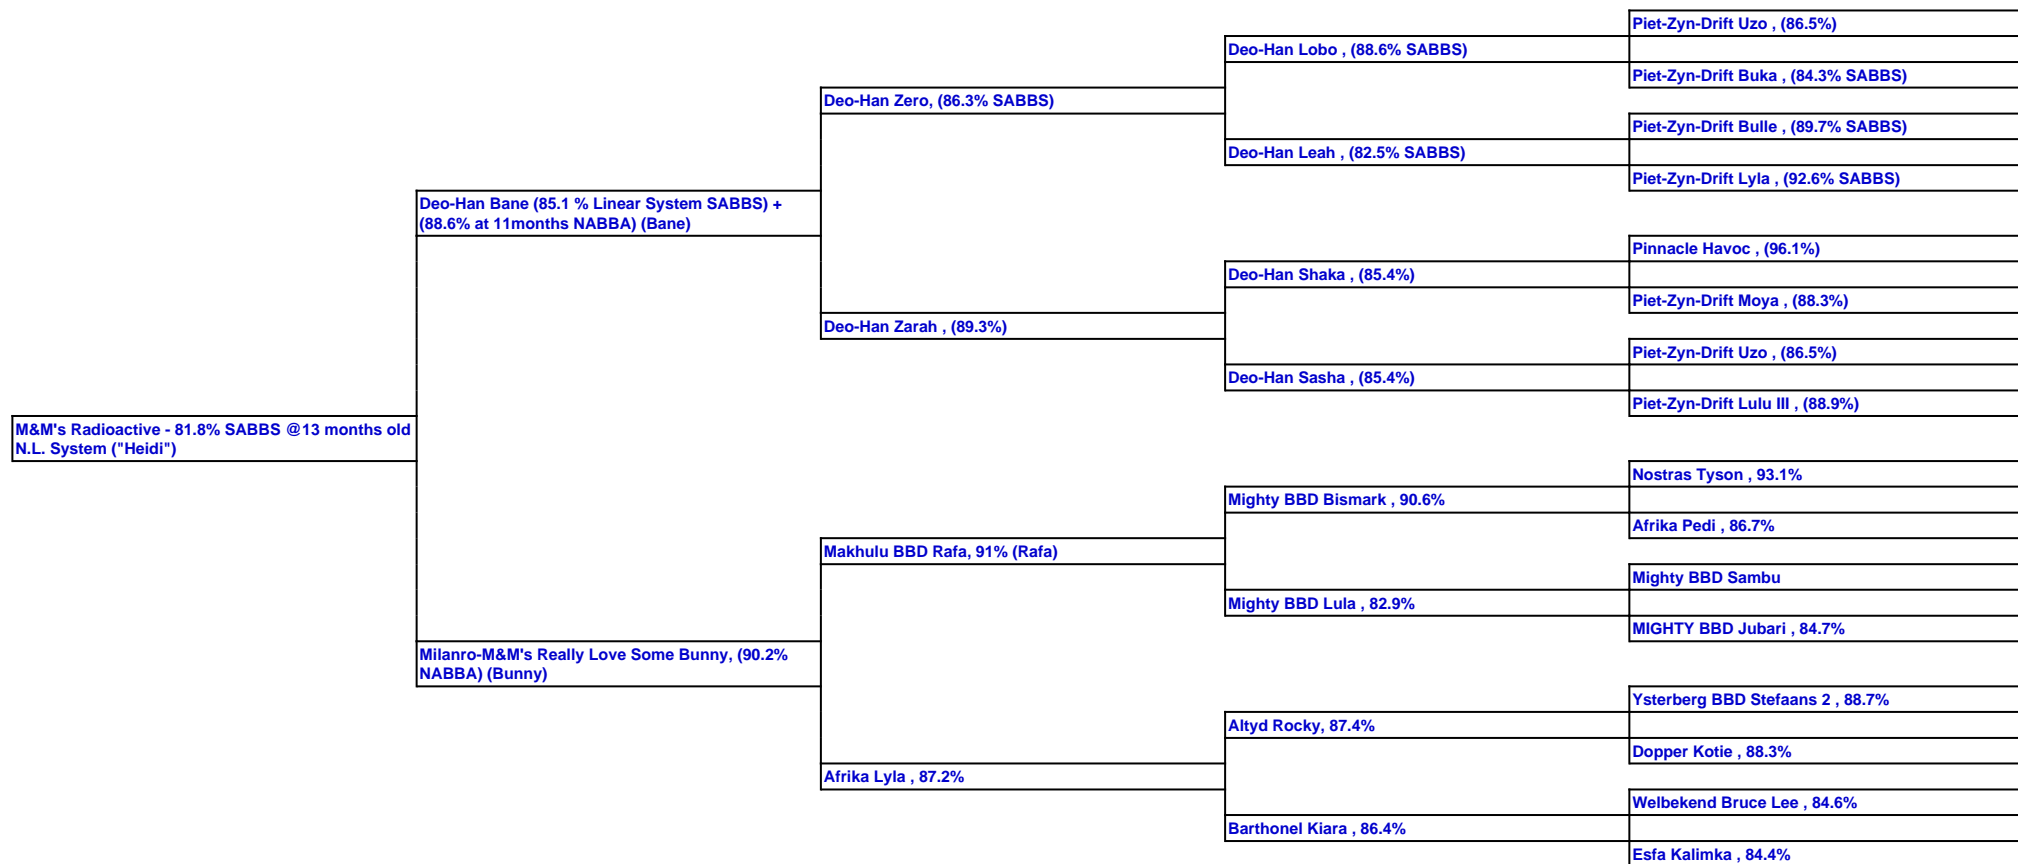 Piet-Zyn-Drift Uzo , (86.5%)
Deo-Han Lobo , (88.6% SABBS)
Piet-Zyn-Drift Buka , (84.3% SABBS)
Deo-Han Zero, (86.3% SABBS)
Piet-Zyn-Drift Bulle , (89.7% SABBS)
Deo-Han Leah , (82.5% SABBS)
Piet-Zyn-Drift Lyla , (92.6% SABBS)
Deo-Han Bane (85.1 % Linear System SABBS) +
(88.6% at 11months NABBA) (Bane)
Pinnacle Havoc , (96.1%)
Deo-Han Shaka , (85.4%)
Piet-Zyn-Drift Moya , (88.3%)
Deo-Han Zarah , (89.3%)
Piet-Zyn-Drift Uzo , (86.5%)
Deo-Han Sasha , (85.4%)
Piet-Zyn-Drift Lulu III , (88.9%)
M&M's Radioactive - 81.8% SABBS @13 months old
N.L. System ("Heidi")
Nostras Tyson , 93.1%
Mighty BBD Bismark , 90.6%
Afrika Pedi , 86.7%
Makhulu BBD Rafa, 91% (Rafa)
Mighty BBD Sambu
Mighty BBD Lula , 82.9%
MIGHTY BBD Jubari , 84.7%
Milanro-M&M's Really Love Some Bunny, (90.2%
NABBA) (Bunny)
Ysterberg BBD Stefaans 2 , 88.7%
Altyd Rocky, 87.4%
Dopper Kotie , 88.3%
Afrika Lyla , 87.2%
Welbekend Bruce Lee , 84.6%
Barthonel Kiara , 86.4%
Esfa Kalimka , 84.4%